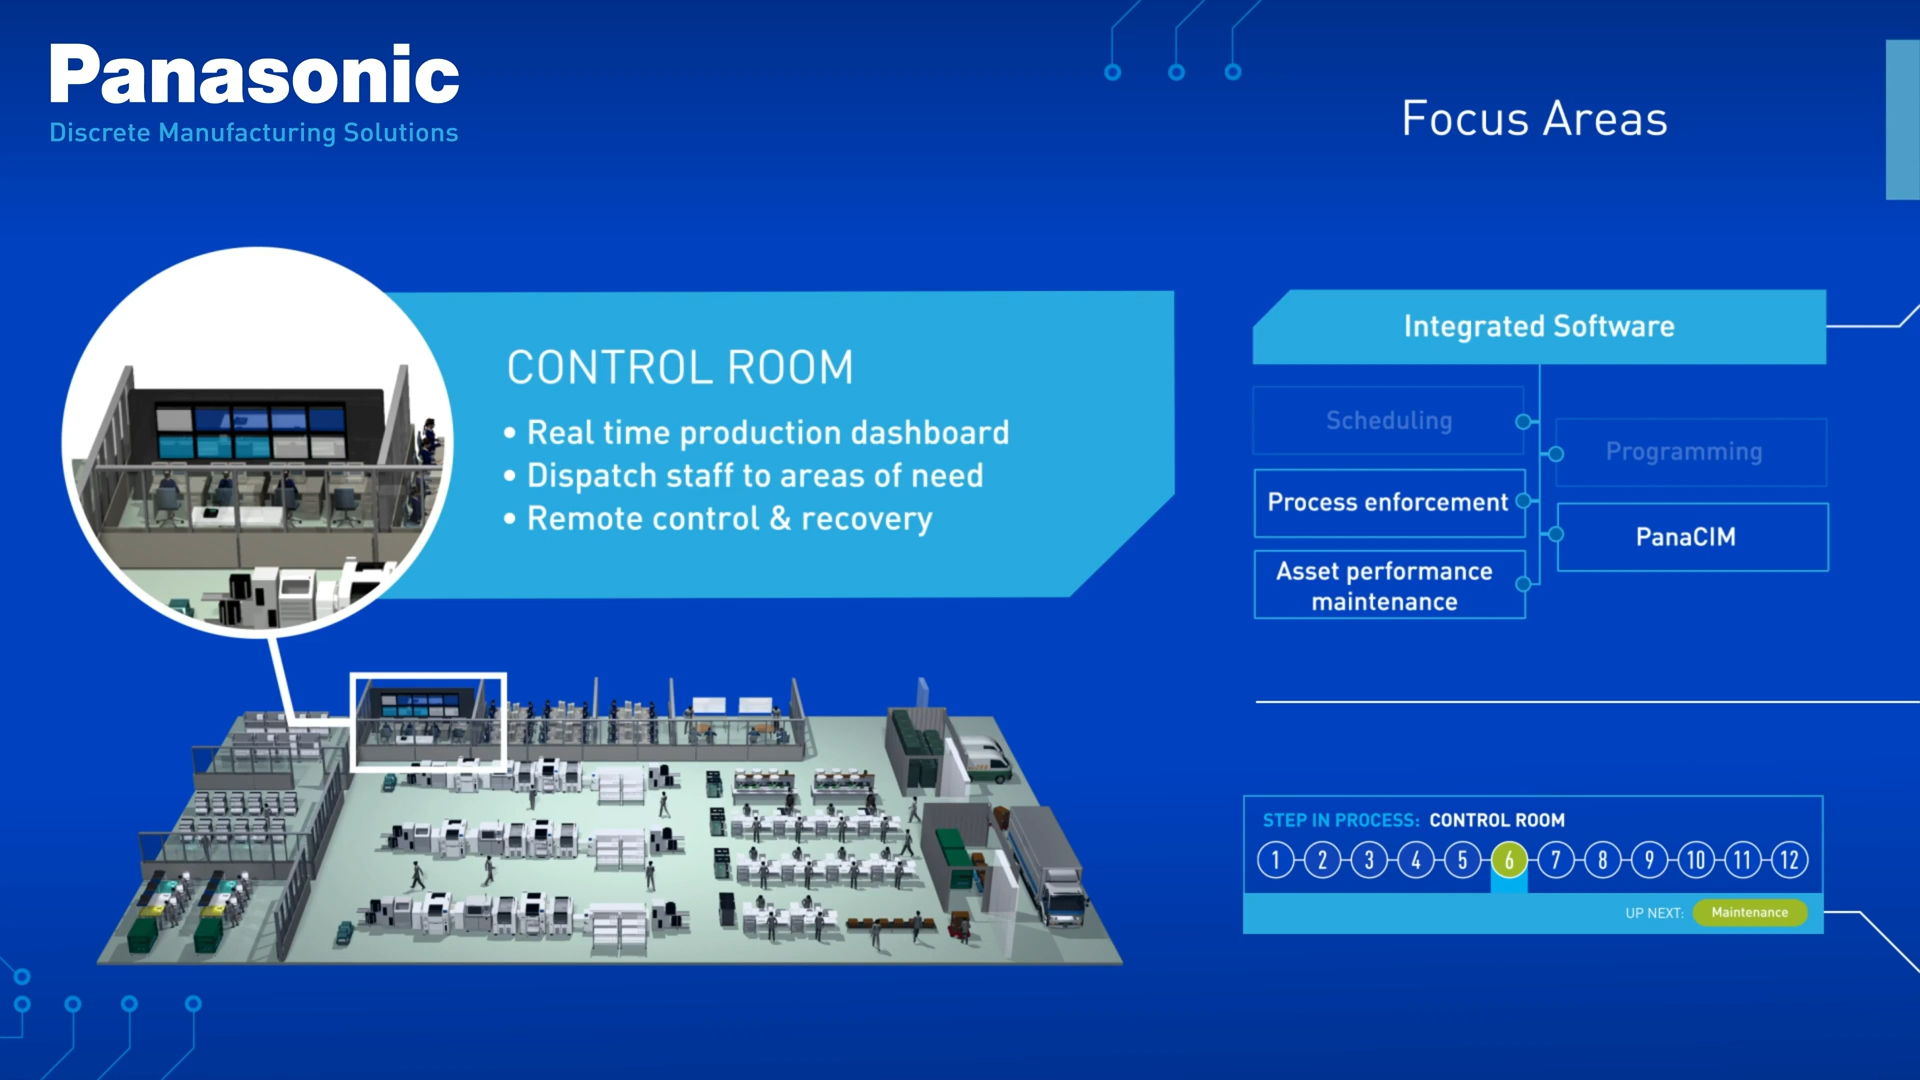 Panasonic
Discrete Manufacturing Solutions
Focus Areas
CONTROL ROOM
• Real time production dashboard
• Dispatch staff to areas of need
• Remote control & recovery
Integrated Software
Scheduling
Programming
Process enforcement
PanaCIM
Asset performance
maintenance
STEP IN PROCESS: CONTROL ROOM
1 2 3 4 5 6 7 8 9 10 11 12
UP NEXT: Maintenance